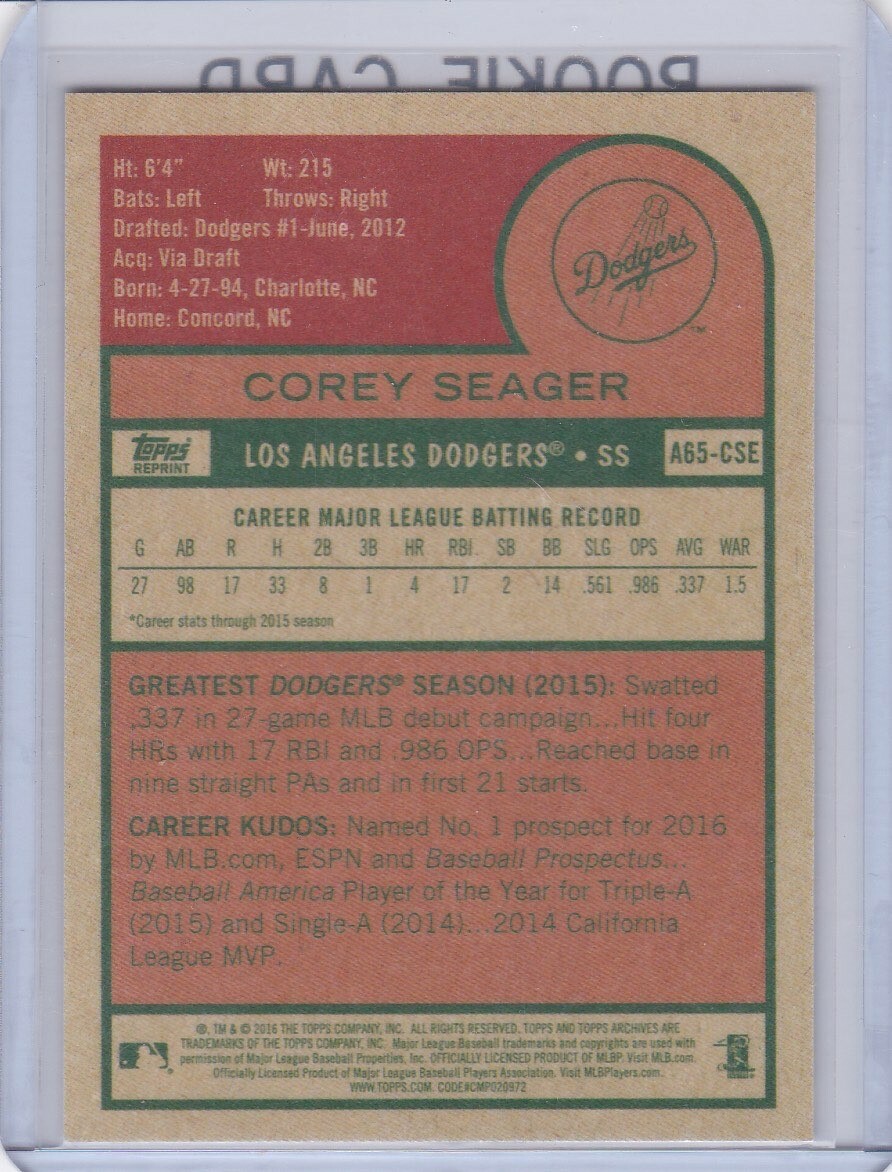 ROOKIE CARD
Ht: 6'4" Wt: 215
Bats: Left Throws: Right
Drafted: Dodgers #1-June, 2012
Acq: Via Draft
Born: 4-27-94, Charlotte, NC
Home: Concord, NC
Dodgers
TM
COREY SEAGER
Topps
REPRINT
LOS ANGELES DODGERS® • SS
A65-CSE
CAREER MAJOR LEAGUE BATTING RECORD
G AB R H 2B 3B HR RBI SB BB SLG OPS AVG WAR
27 98 17 33 8 1 4 17 2 14 .561 .986 .337 1.5
*Career stats through 2015 season
GREATEST DODGERS® SEASON (2015): Swatted
.337 in 27-game MLB debut campaign...Hit four
HRs with 17 RBI and .986 OPS...Reached base in
nine straight PAs and in first 21 starts.
CAREER KUDOS: Named No. 1 prospect for 2016
by MLB.com, ESPN and Baseball Prospectus...
Baseball America Player of the Year for Triple-A
(2015) and Single-A (2014)...2014 California
League MVP.
®, TM & © 2016 THE TOPPS COMPANY, INC. ALL RIGHTS RESERVED. TOPPS AND TOPPS ARCHIVES ARE
TRADEMARKS OF THE TOPPS COMPANY, INC. Major League Baseball trademarks and copyrights are used with
permission of Major League Baseball Properties, Inc. OFFICIALLY LICENSED PRODUCT OF MLBP. Visit MLB.com.
Officially Licensed Product of Major League Baseball Players Association. Visit MLBPlayers.com.
WWW.TOPPS.COM. CODE#CMP020972